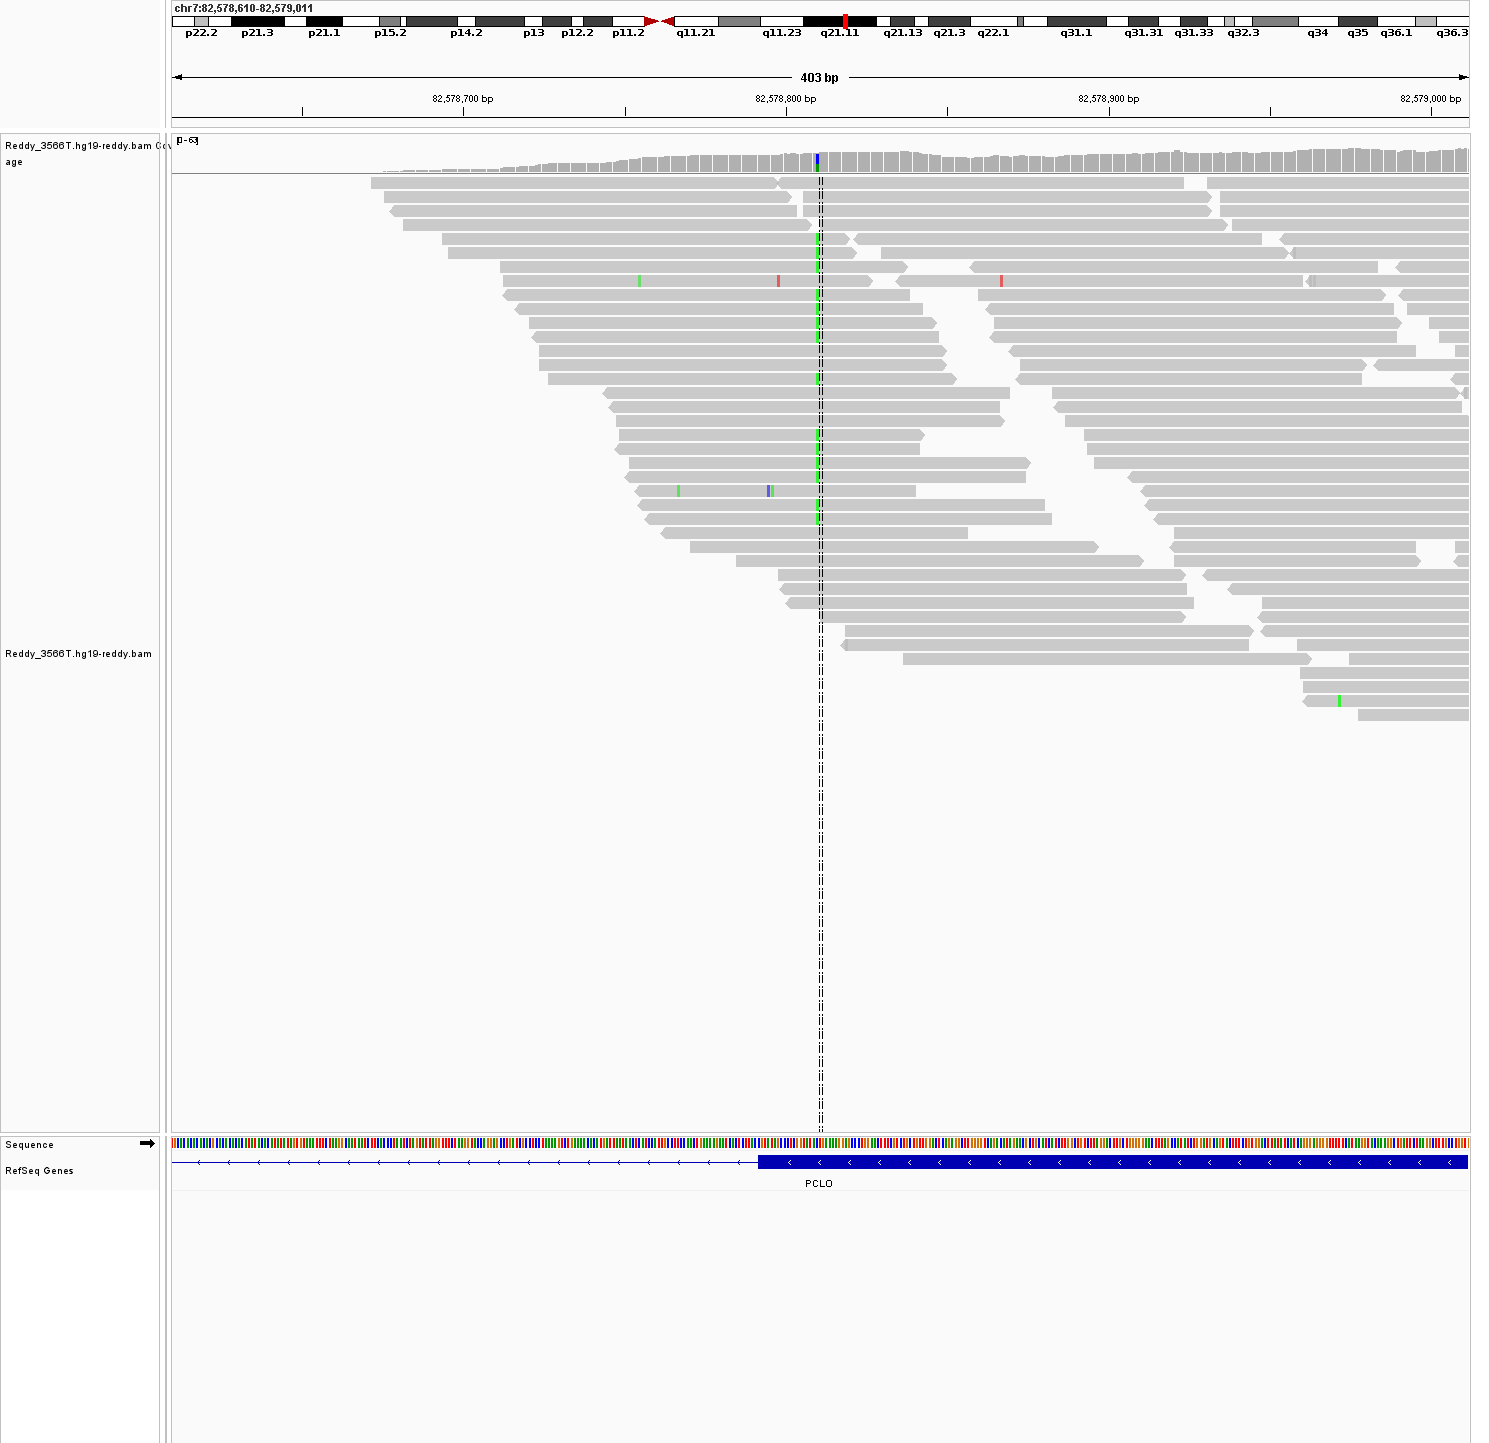 chr7:82,578,610-82,579,011
p22.2 p21.3 p21.1 p15.2 p14.2 p13 p12.2 p11.2 q11.21 q11.23 q21.11 q21.13 q21.3 q22.1 q31.1 q31.31 q31.33 q32.3 q34 q35 q36.1 q36.3
403 bp
82,578,700 bp 82,578,800 bp 82,578,900 bp 82,579,000 bp
[0-63]
Reddy_3566T.hg19-reddy.bam Cov
age
Reddy_3566T.hg19-reddy.bam
Sequence
RefSeq Genes
PCLO